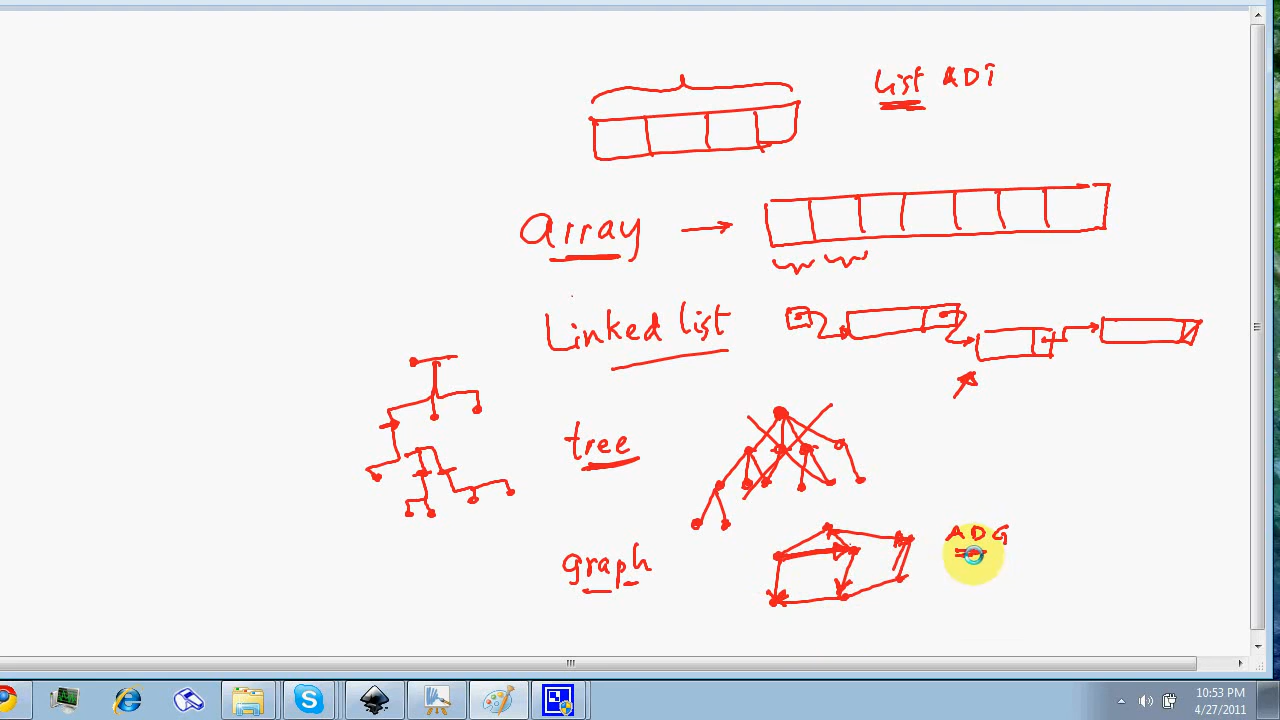 List ADT
Array
Linked list
tree
graph
ADG
10:53 PM
4/27/2011